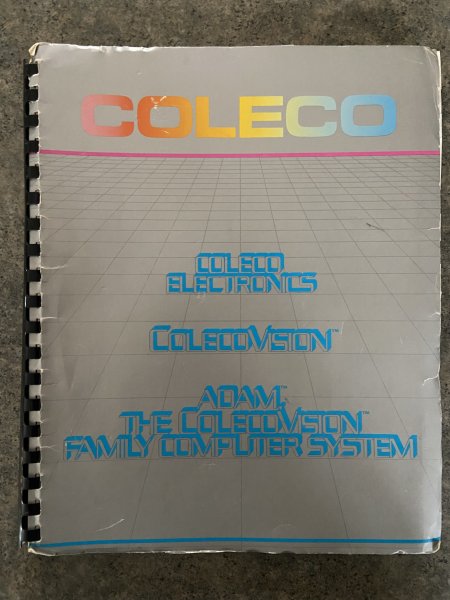 COLECO
COLECO
ELECTRONICS
COLECOVISION™
ADAM™
THE COLECOVISION™
FAMILY COMPUTER SYSTEM